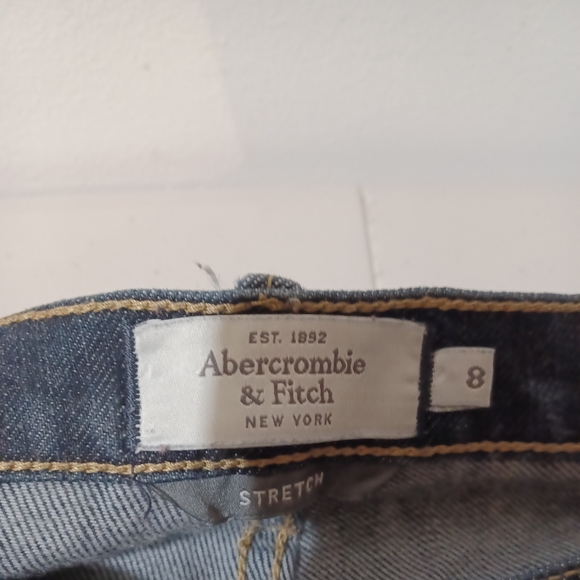 EST. 1892
Abercrombie
& Fitch
NEW YORK
8
STRETCH